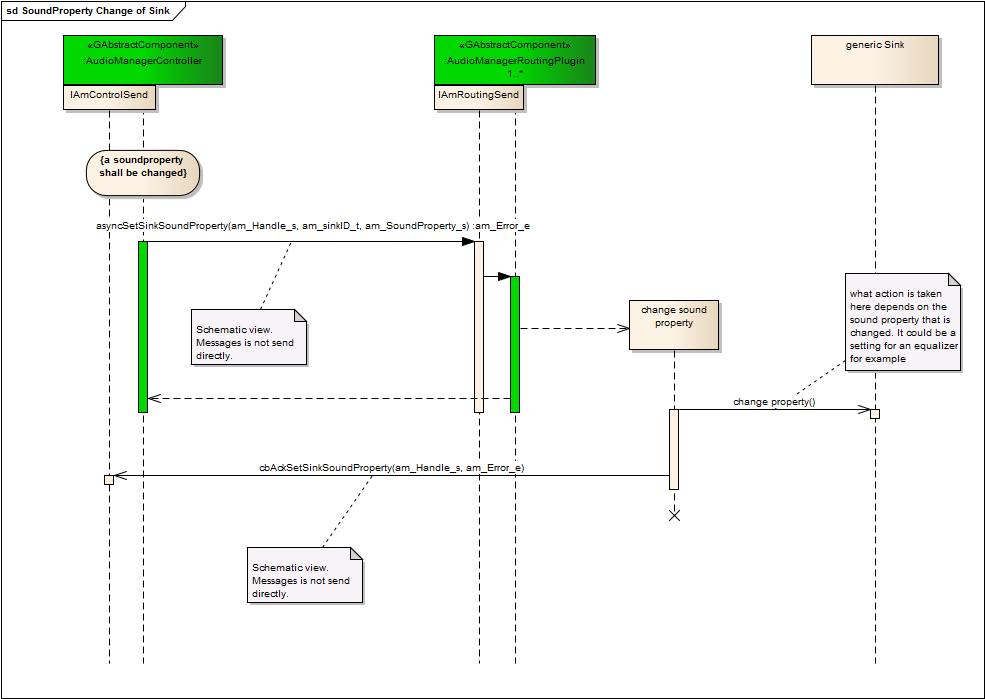 sd SoundProperty Change of Sink
«GAbstractComponent»
:AudioManagerController
IAmControlSend
«GAbstractComponent»
:AudioManagerRoutingPlugin
1..*
IAmRoutingSend
generic Sink
{a soundproperty
shall be changed}
asyncSetSinkSoundProperty(am_Handle_s, am_sinkID_t, am_SoundProperty_s) :am_Error_e
Schematic view.
Messages is not send
directly.
change sound
property
what action is taken
here depends on the
sound property that is
changed. It could be a
setting for an equalizer
for example
change property()
cbAckSetSinkSoundProperty(am_Handle_s, am_Error_e)
Schematic view.
Messages is not send
directly.